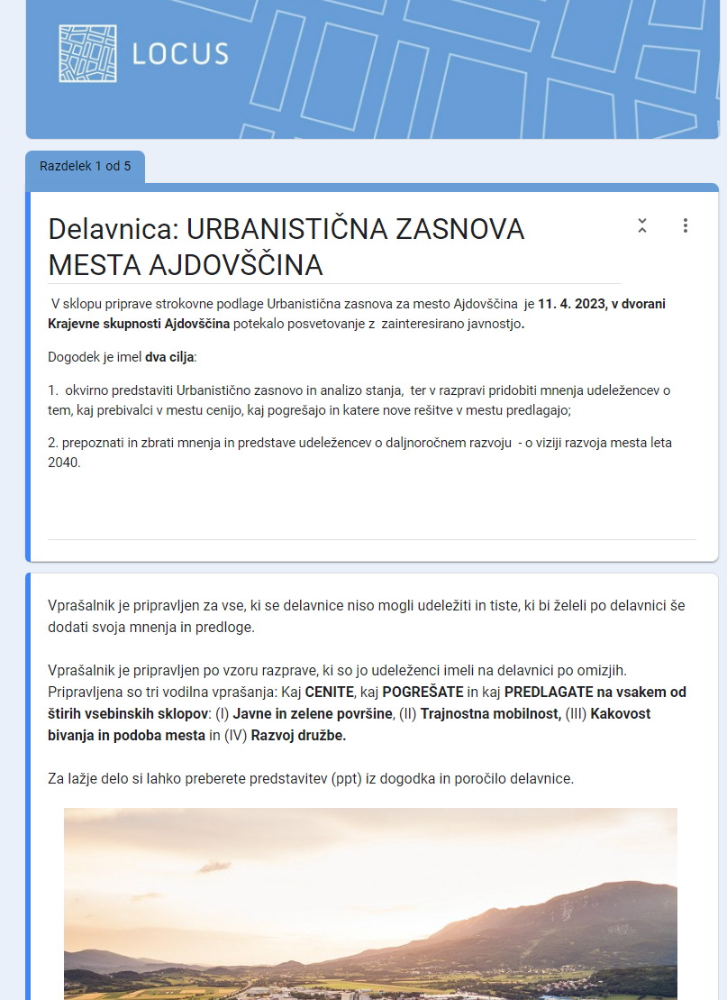 LOCUS
Razdelek 1 od 5
Delavnica: URBANISTIČNA ZASNOVA
MESTA AJDOVŠČINA
V sklopu priprave strokovne podlage Urbanistična zasnova za mesto Ajdovščina je 11. 4. 2023, v dvorani
Krajevne skupnosti Ajdovščina potekalo posvetovanje z zainteresirano javnostjo.
Dogodek je imel dva cilja:
1. okvirno predstaviti Urbanistično zasnovo in analizo stanja, ter v razpravi pridobiti mnenja udeležencev o
tem, kaj prebivalci v mestu cenijo, kaj pogrešajo in katere nove rešitve v mestu predlagajo;
2. prepoznati in zbrati mnenja in predstave udeležencev o daljnoročnem razvoju - o viziji razvoja mesta leta
2040.
Vprašalnik je pripravljen za vse, ki se delavnice niso mogli udeležiti in tiste, ki bi želeli po delavnici še
dodati svoja mnenja in predloge.
Vprašalnik je pripravljen po vzoru razprave, ki so jo udeleženci imeli na delavnici po omizjih.
Pripravljena so tri vodilna vprašanja: Kaj CENITE, kaj POGREŠATE in kaj PREDLAGATE na vsakem od
štirih vsebinskih sklopov: (I) Javne in zelene površine, (II) Trajnostna mobilnost, (III) Kakovost
bivanja in podoba mesta in (IV) Razvoj družbe.
Za lažje delo si lahko preberete predstavitev (ppt) iz dogodka in poročilo delavnice.